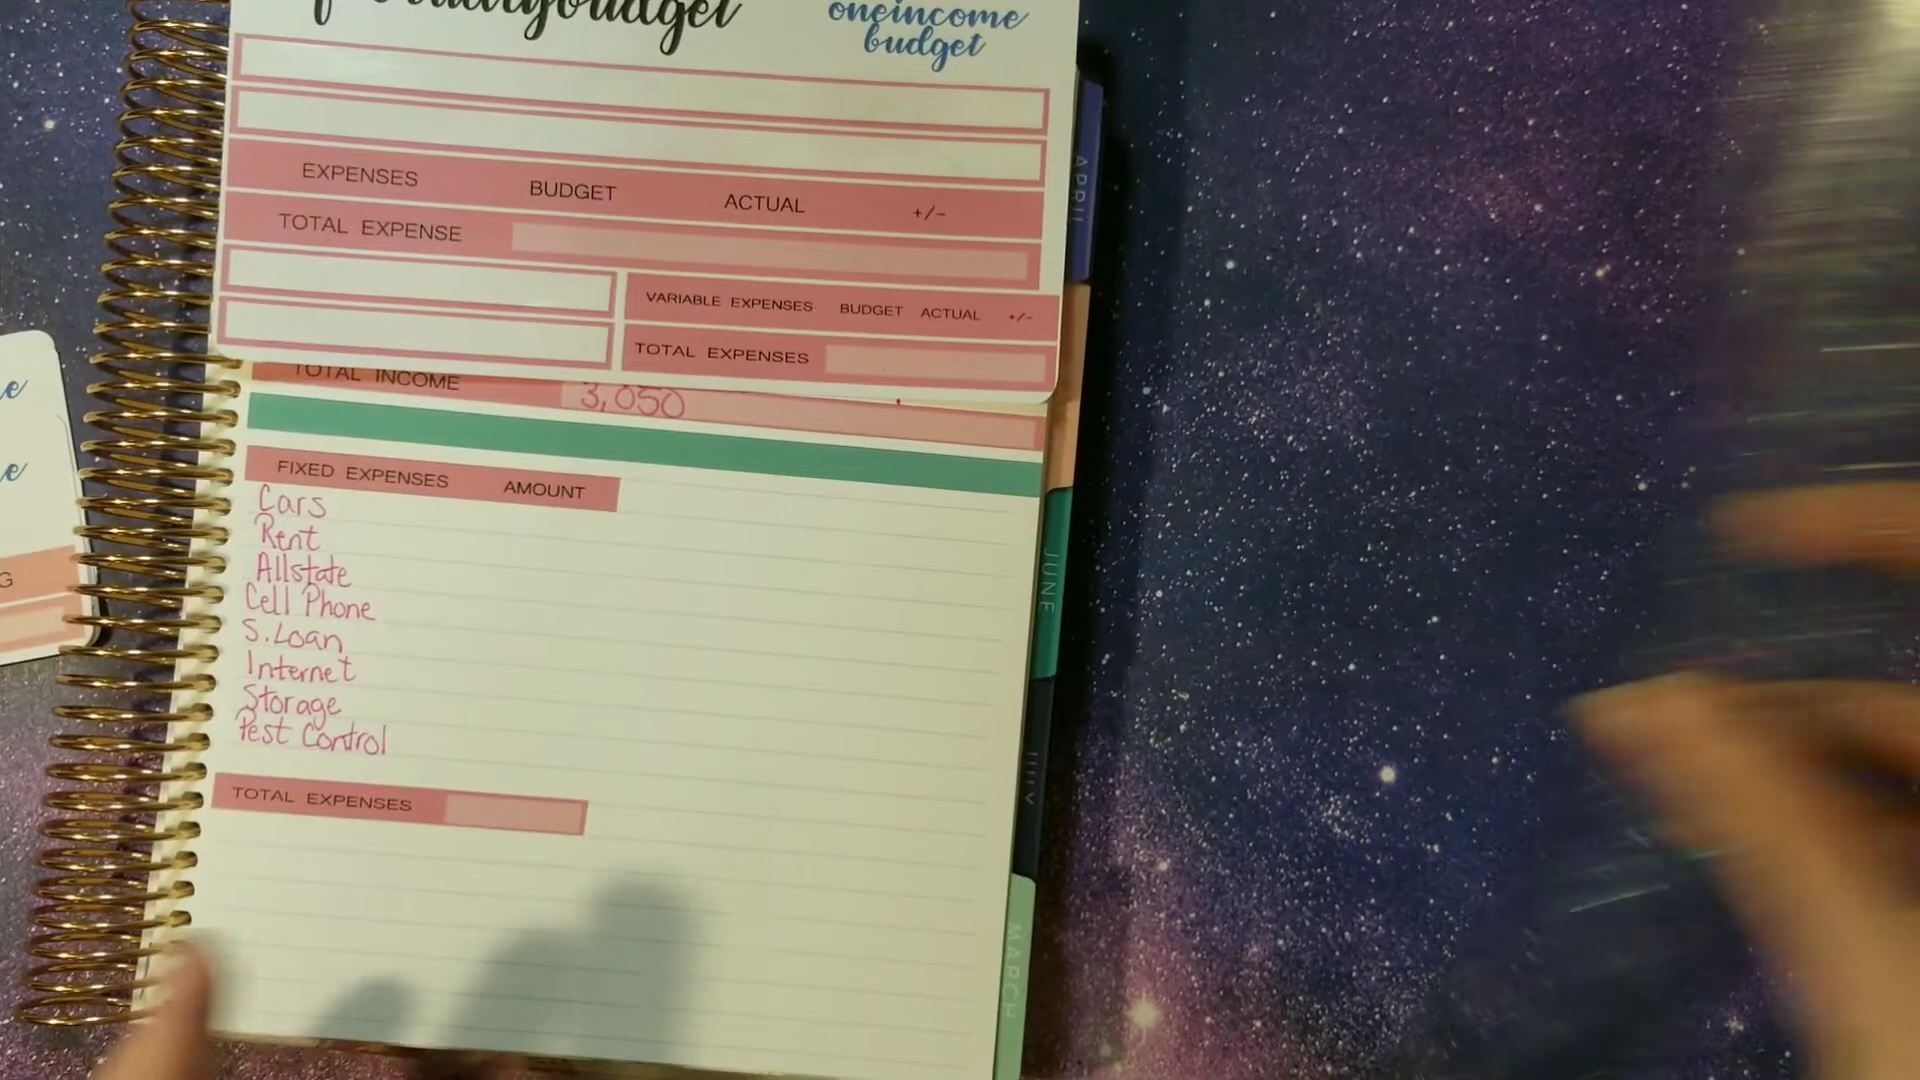 oneincome
budget
EXPENSES BUDGET ACTUAL +/-
TOTAL EXPENSE
VARIABLE EXPENSES BUDGET ACTUAL +/-
TOTAL EXPENSES
TOTAL INCOME 3,050
FIXED EXPENSES AMOUNT
Cars
Rent
Allstate
Cell Phone
S.Loan
Internet
Storage
Pest Control
TOTAL EXPENSES
APRIL
JUNE
JULY
MARCH
e
e
G